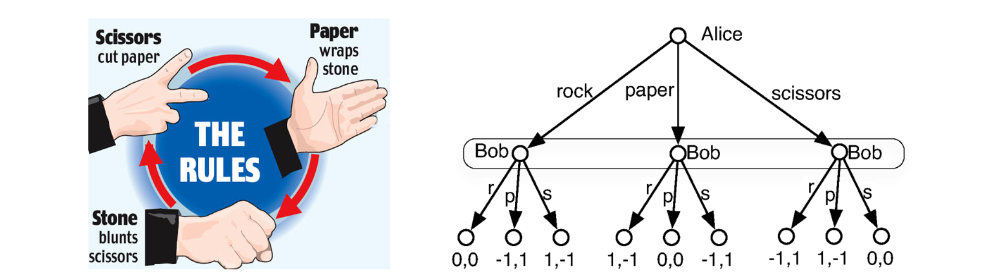 Scissors
cut paper
Paper
wraps
stone
THE
RULES
Stone
blunts
scissors
Alice
rock
paper
scissors
Bob
Bob
Bob
r
p
s
r
p
s
r
p
s
0,0
-1,1
1,-1
1,-1
0,0
-1,1
-1,1
1,-1
0,0